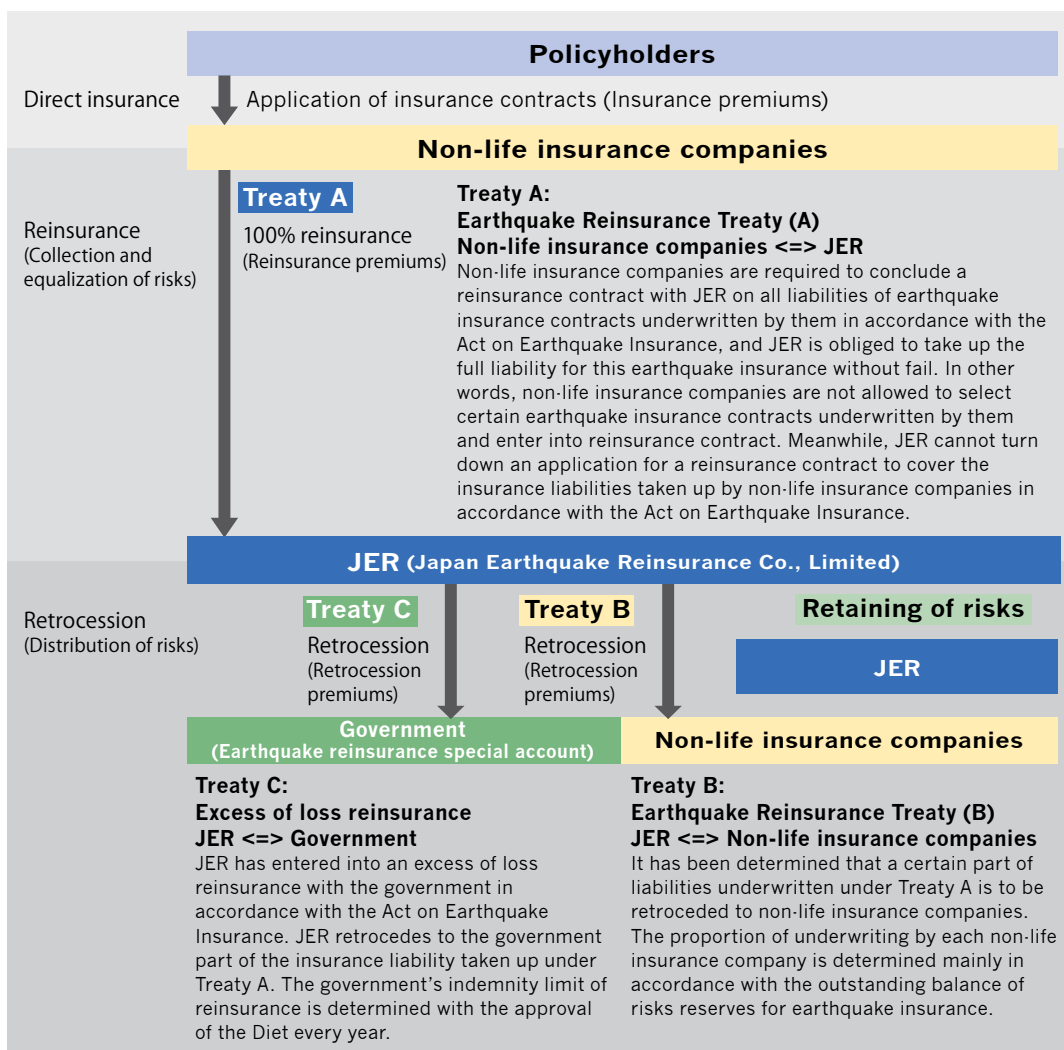 Policyholders
Direct insurance
Application of insurance contracts (Insurance premiums)
Non-life insurance companies
Reinsurance
(Collection and
equalization of risks)
Treaty A
100% reinsurance
(Reinsurance premiums)
Treaty A:
Earthquake Reinsurance Treaty (A)
Non-life insurance companies <=> JER
Non-life insurance companies are required to conclude a
reinsurance contract with JER on all liabilities of earthquake
insurance contracts underwritten by them in accordance with the
Act on Earthquake Insurance, and JER is obliged to take up the
full liability for this earthquake insurance without fail. In other
words, non-life insurance companies are not allowed to select
certain earthquake insurance contracts underwritten by them
and enter into reinsurance contract. Meanwhile, JER cannot turn
down an application for a reinsurance contract to cover the
insurance liabilities taken up by non-life insurance companies in
accordance with the Act on Earthquake Insurance.
JER (Japan Earthquake Reinsurance Co., Limited)
Retrocession
(Distribution of risks)
Treaty C
Retrocession
(Retrocession
premiums)
Treaty B
Retrocession
(Retrocession
premiums)
Retaining of risks
JER
Government
(Earthquake reinsurance special account)
Non-life insurance companies
Treaty C:
Excess of loss reinsurance
JER <=> Government
JER has entered into an excess of loss
reinsurance with the government in
accordance with the Act on Earthquake
Insurance. JER retrocedes to the government
part of the insurance liability taken up under
Treaty A. The government’s indemnity limit of
reinsurance is determined with the approval
of the Diet every year.
Treaty B:
Earthquake Reinsurance Treaty (B)
JER <=> Non-life insurance companies
It has been determined that a certain part of
liabilities underwritten under Treaty A is to be
retroceded to non-life insurance companies.
The proportion of underwriting by each non-life
insurance company is determined mainly in
accordance with the outstanding balance of
risks reserves for earthquake insurance.